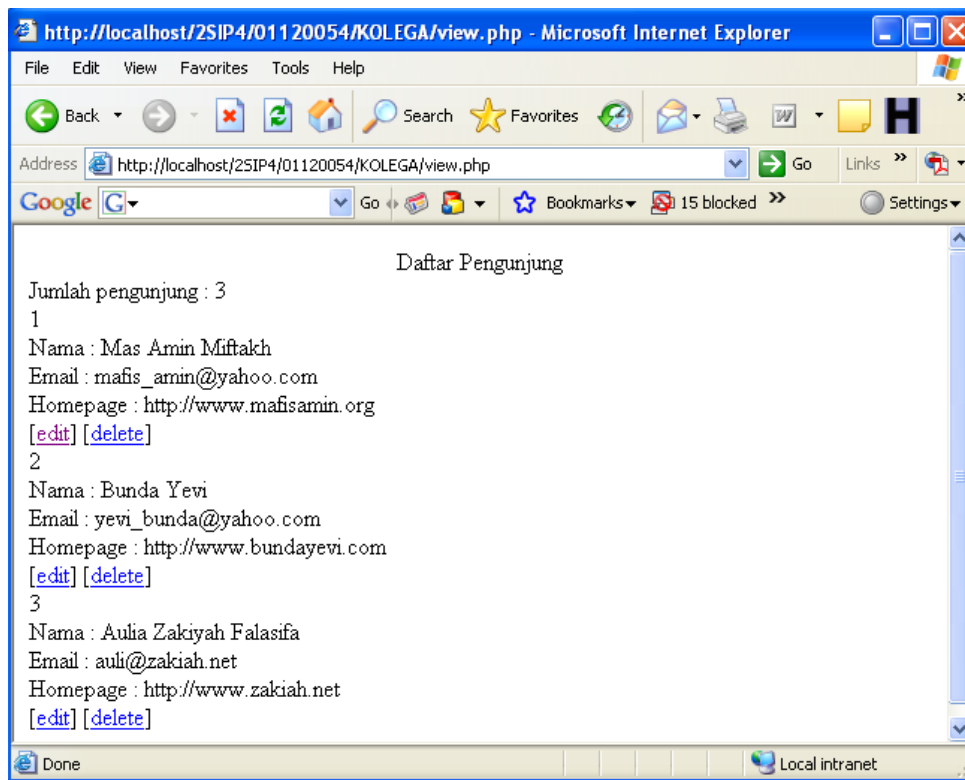 http://localhost/2SIP4/01120054/KOLEGA/view.php - Microsoft Internet Explorer
File Edit View Favorites Tools Help
Back Search Favorites W H
Address http://localhost/2SIP4/01120054/KOLEGA/view.php Go Links »
Google G Go Bookmarks 15 blocked » Settings
Daftar Pengunjung
Jumlah pengunjung : 3
1
Nama : Mas Amin Miftakh
Email : mafis_amin@yahoo.com
Homepage : http://www.mafisamin.org
[edit] [delete]
2
Nama : Bunda Yevi
Email : yevi_bunda@yahoo.com
Homepage : http://www.bundayevi.com
[edit] [delete]
3
Nama : Aulia Zakiyah Falasifa
Email : auli@zakiah.net
Homepage : http://www.zakiah.net
[edit] [delete]
Done Local intranet